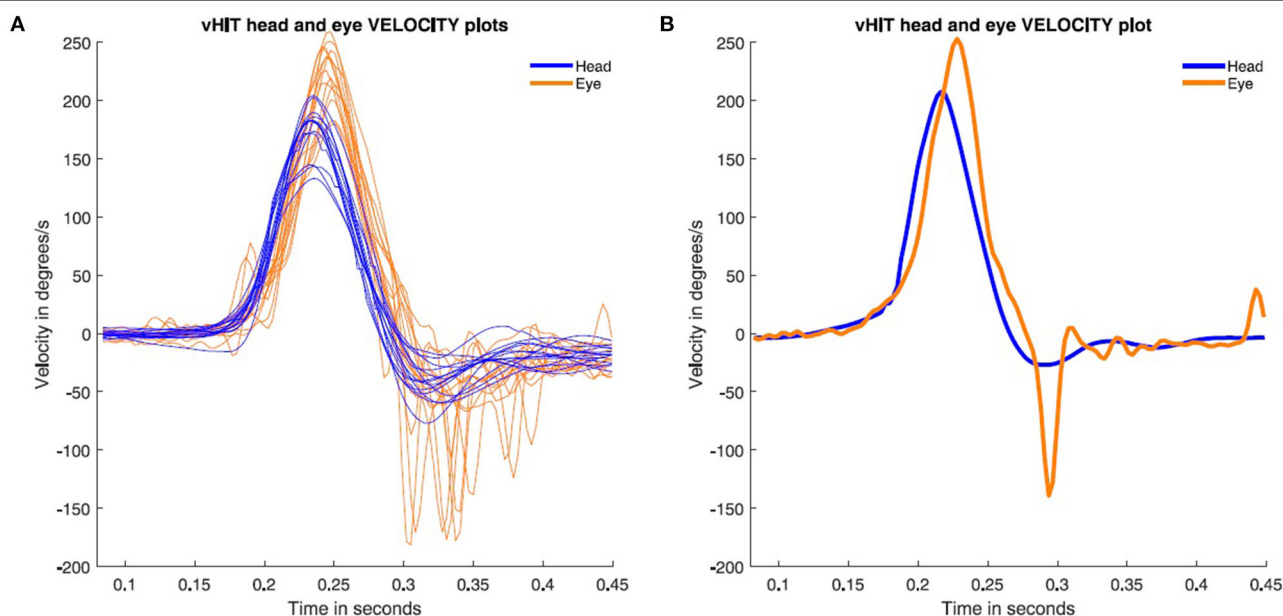 A
vHIT head and eye VELOCITY plots
Head
Eye
Velocity in degrees/s
250
200
150
100
50
0
-50
-100
-150
-200
0.1 0.15 0.2 0.25 0.3 0.35 0.4 0.45
Time in seconds
B
vHIT head and eye VELOCITY plot
Head
Eye
Velocity in degrees/s
250
200
150
100
50
0
-50
-100
-150
-200
0.1 0.15 0.2 0.25 0.3 0.35 0.4 0.45
Time in seconds